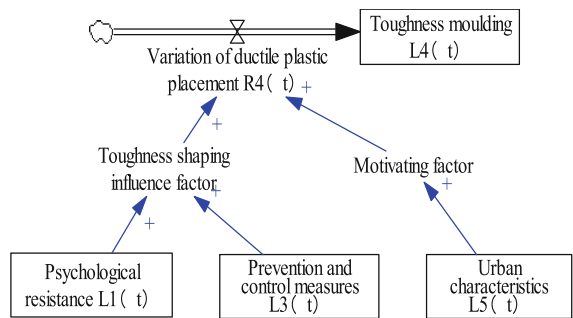 Toughness moulding
L4( t)
Variation of ductile plastic
placement R4( t)
+
+
Toughness shaping
influence factor
+
Motivating factor
+
+
Psychological
resistance L1( t)
Prevention and
control measures
L3( t)
Urban
characteristics
L5( t)